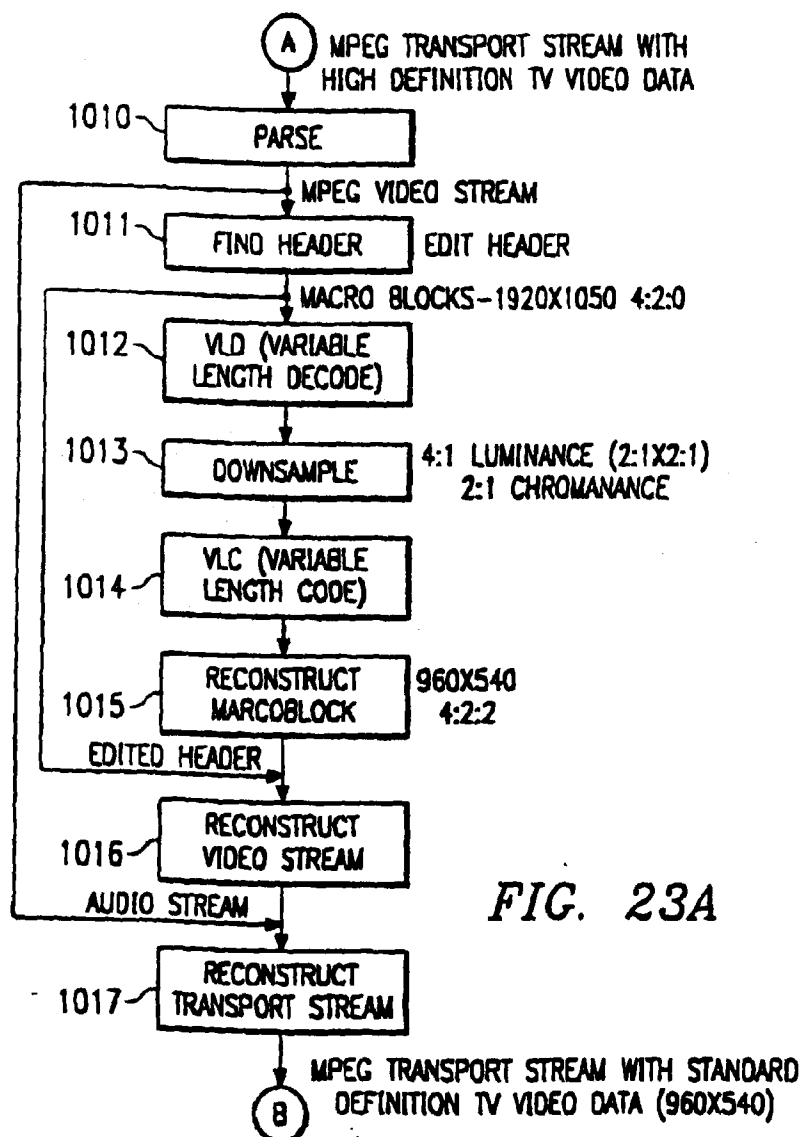 A
MPEG TRANSPORT STREAM WITH
HIGH DEFINITION TV VIDEO DATA
1010
PARSE
MPEG VIDEO STREAM
1011
FIND HEADER
EDIT HEADER
MACRO BLOCKS-1920X1050 4:2:0
1012
VLD (VARIABLE
LENGTH DECODE)
1013
DOWNSAMPLE
4:1 LUMINANCE (2:1X2:1)
2:1 CHROMANANCE
1014
VLC (VARIABLE
LENGTH CODE)
1015
RECONSTRUCT
MARCOBLOCK
960X540
4:2:2
EDITED HEADER
1016
RECONSTRUCT
VIDEO STREAM
AUDIO STREAM
FIG. 23A
1017
RECONSTRUCT
TRANSPORT STREAM
MPEG TRANSPORT STREAM WITH STANDARD
DEFINITION TV VIDEO DATA (960X540)
B